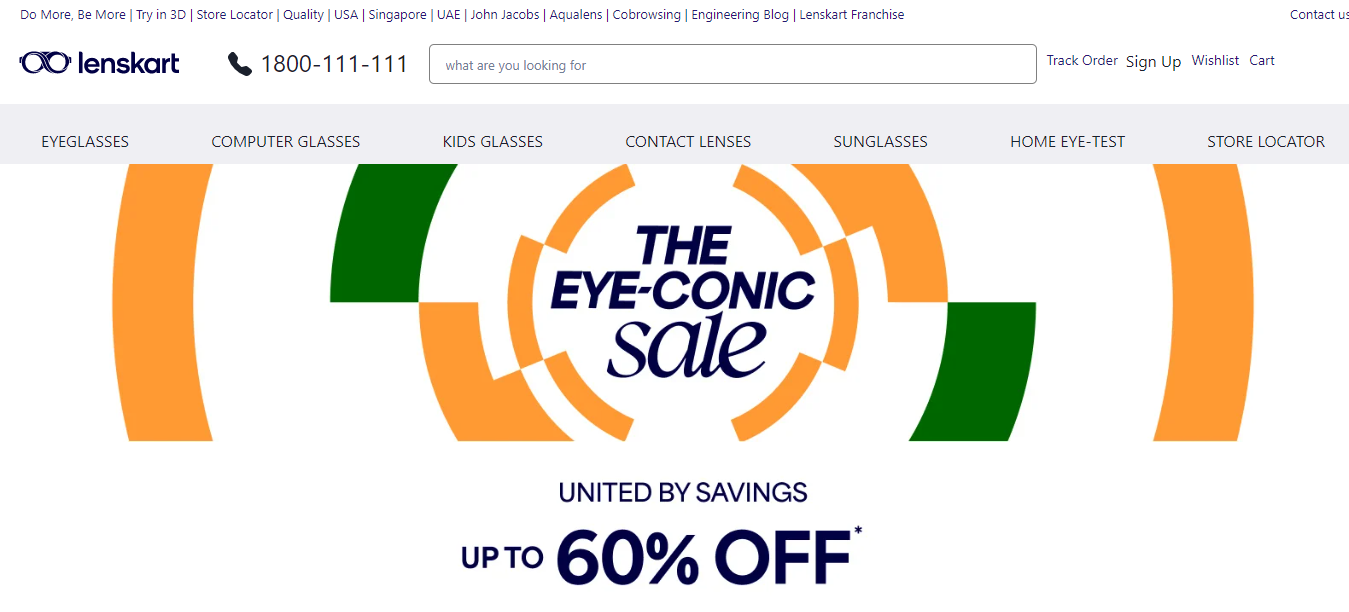 Do More, Be More | Try in 3D | Store Locator | Quality | USA | Singapore | UAE | John Jacobs | Aqualens | Cobrowsing | Engineering Blog | Lenskart Franchise
Contact us
lenskart
1800-111-111
what are you looking for
Track Order Sign Up Wishlist Cart
EYEGLASSES COMPUTER GLASSES KIDS GLASSES CONTACT LENSES SUNGLASSES HOME EYE-TEST STORE LOCATOR
THE
EYE-CONIC
sale
UNITED BY SAVINGS
UP TO 60% OFF*